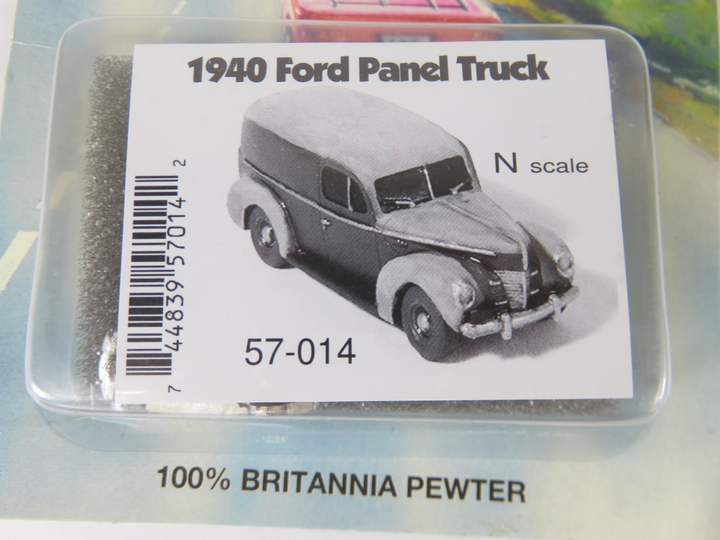 1940 Ford Panel Truck
N scale
7 44839 57014 2
57-014
100% BRITANNIA PEWTER